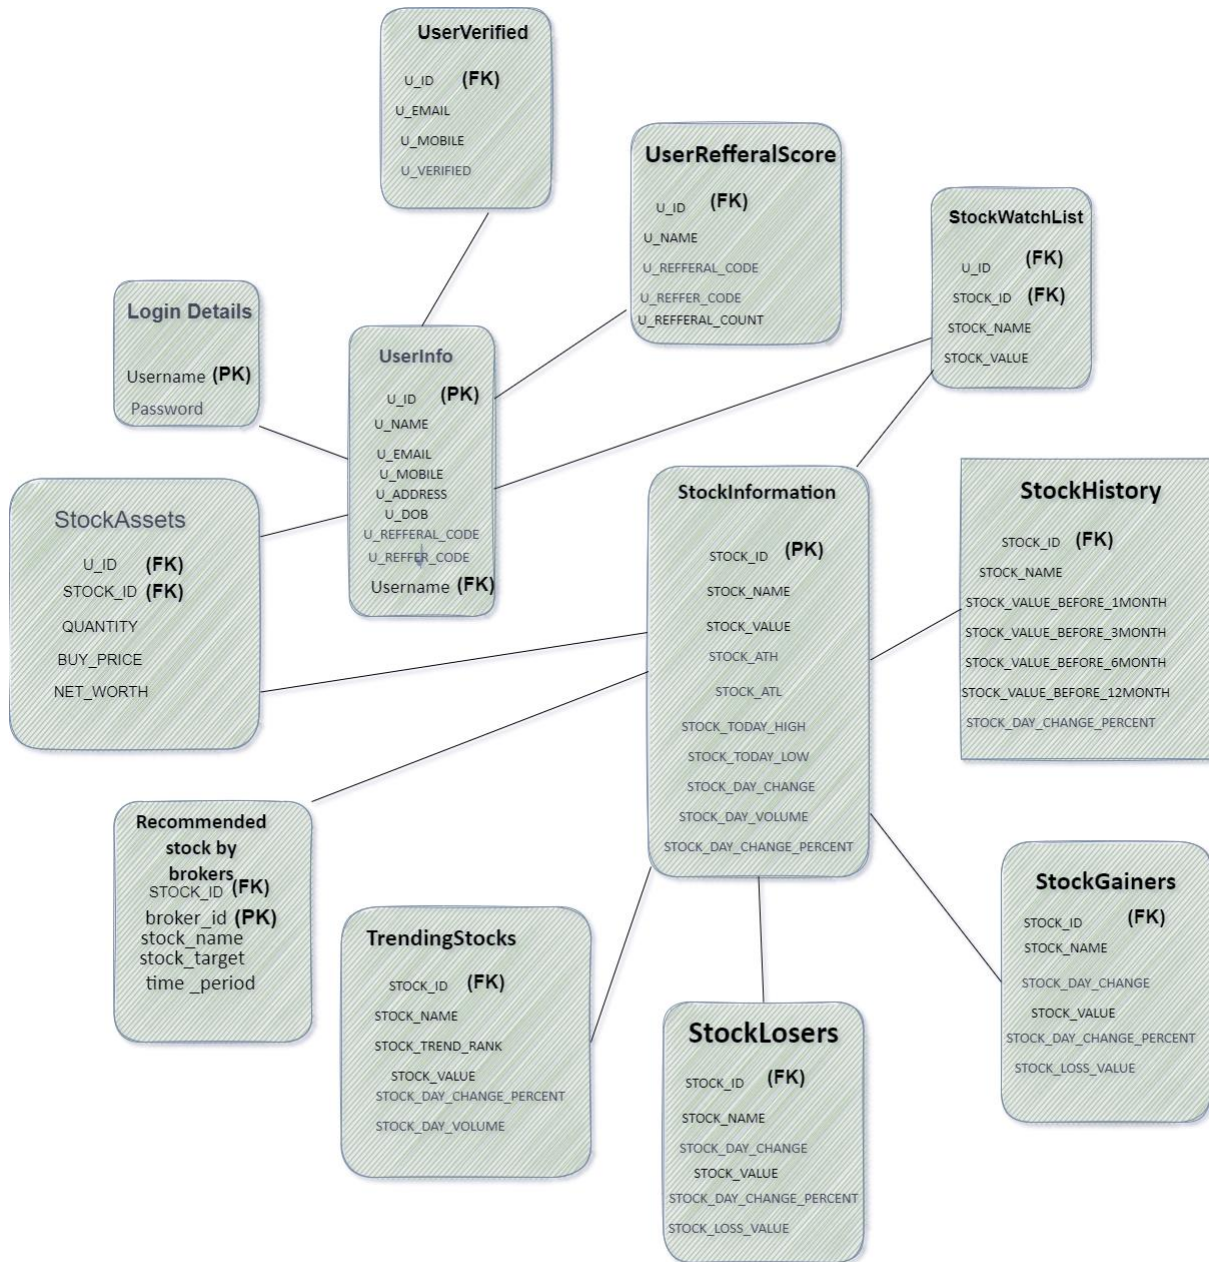 UserVerified
U_ID (FK)
U_EMAIL
U_MOBILE
U_VERIFIED
UserRefferalScore
U_ID (FK)
U_NAME
U_REFFERAL_CODE
U_REFFER_CODE
U_REFFERAL_COUNT
StockWatchList
U_ID (FK)
STOCK_ID (FK)
STOCK_NAME
STOCK_VALUE
Login Details
Username (PK)
Password
UserInfo
U_ID (PK)
U_NAME
U_EMAIL
U_MOBILE
U_ADDRESS
U_DOB
U_REFFERAL_CODE
U_REFFER_CODE
Username (FK)
StockAssets
U_ID (FK)
STOCK_ID (FK)
QUANTITY
BUY_PRICE
NET_WORTH
StockInformation
STOCK_ID (PK)
STOCK_NAME
STOCK_VALUE
STOCK_ATH
STOCK_ATL
STOCK_TODAY_HIGH
STOCK_TODAY_LOW
STOCK_DAY_CHANGE
STOCK_DAY_VOLUME
STOCK_DAY_CHANGE_PERCENT
StockHistory
STOCK_ID (FK)
STOCK_NAME
STOCK_VALUE_BEFORE_1MONTH
STOCK_VALUE_BEFORE_3MONTH
STOCK_VALUE_BEFORE_6MONTH
STOCK_VALUE_BEFORE_12MONTH
STOCK_DAY_CHANGE_PERCENT
Recommended
stock by
brokers
STOCK_ID (FK)
broker_id (PK)
stock_name
stock_target
time _period
TrendingStocks
STOCK_ID (FK)
STOCK_NAME
STOCK_TREND_RANK
STOCK_VALUE
STOCK_DAY_CHANGE_PERCENT
STOCK_DAY_VOLUME
StockLosers
STOCK_ID (FK)
STOCK_NAME
STOCK_DAY_CHANGE
STOCK_VALUE
STOCK_DAY_CHANGE_PERCENT
STOCK_LOSS_VALUE
StockGainers
STOCK_ID (FK)
STOCK_NAME
STOCK_DAY_CHANGE
STOCK_VALUE
STOCK_DAY_CHANGE_PERCENT
STOCK_LOSS_VALUE